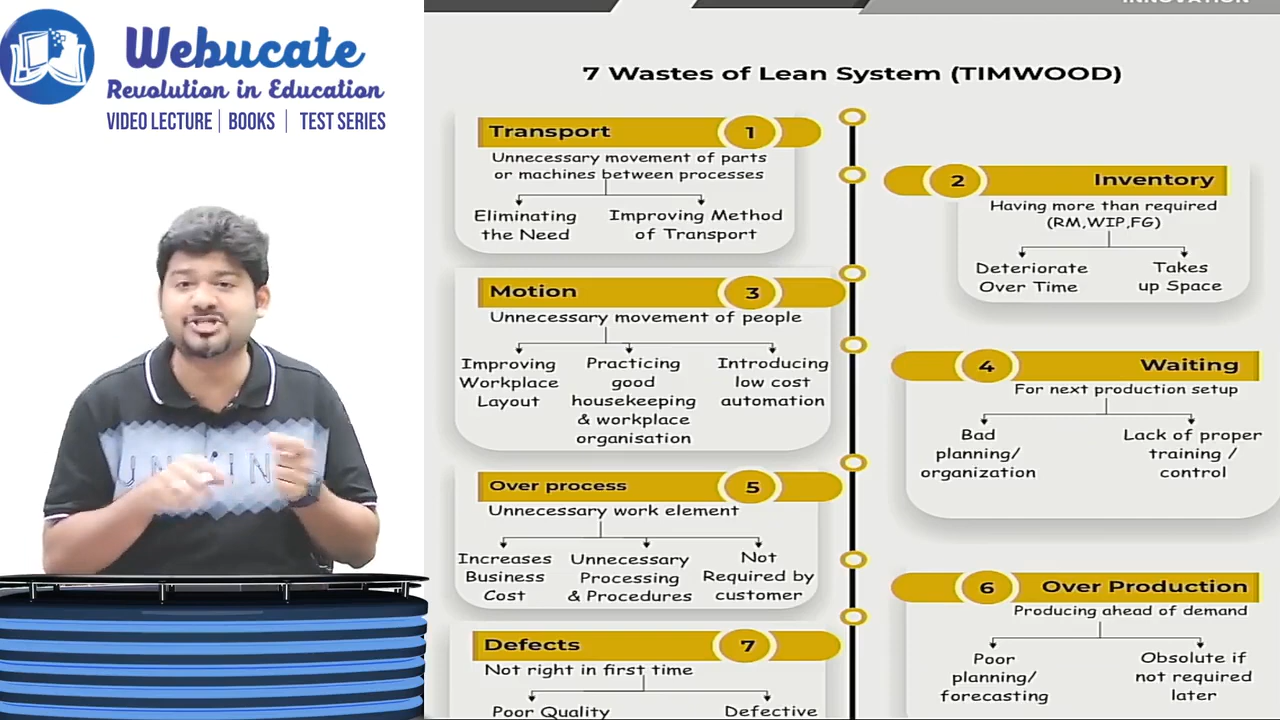 Webucate
Revolution in Education
VIDEO LECTURE | BOOKS | TEST SERIES
7 Wastes of Lean System (TIMWOOD)
Transport 1
Unnecessary movement of parts
or machines between processes
Eliminating
the Need
Improving Method
of Transport
2 Inventory
Having more than required
(RM,WIP,FG)
Deteriorate
Over Time
Takes
up Space
Motion 3
Unnecessary movement of people
Improving
Workplace
Layout
Practicing
good
housekeeping
& workplace
organisation
Introducing
low cost
automation
4 Waiting
For next production setup
Bad
planning/
organization
Lack of proper
training /
control
Over process 5
Unnecessary work element
Increases
Business
Cost
Unnecessary
Processing
& Procedures
Not
Required by
customer
6 Over Production
Producing ahead of demand
Poor
planning/
forecasting
Obsolute if
not required
later
Defects 7
Not right in first time
Poor Quality
Defective